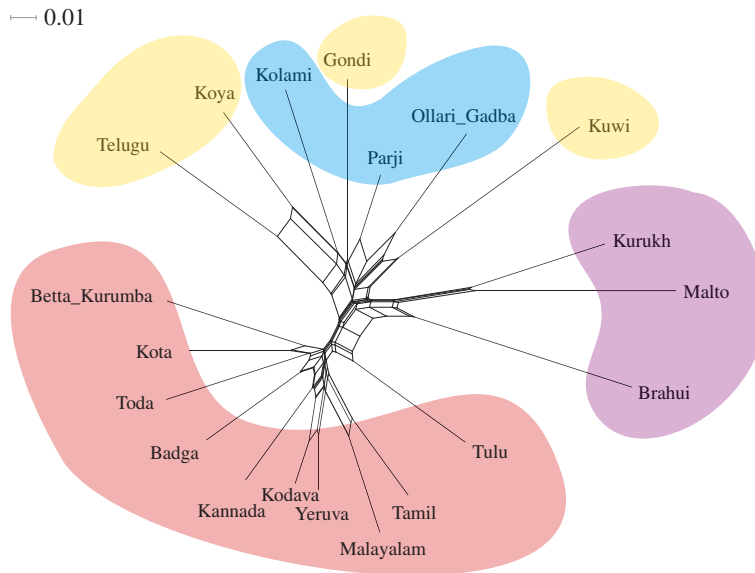 0.01
Gondi
Kolami
Koya
Ollari_Gadba
Kuwi
Telugu
Parji
Kurukh
Malto
Betta_Kurumba
Kota
Brahui
Toda
Badga
Tulu
Kannada
Kodava
Yeruva
Tamil
Malayalam